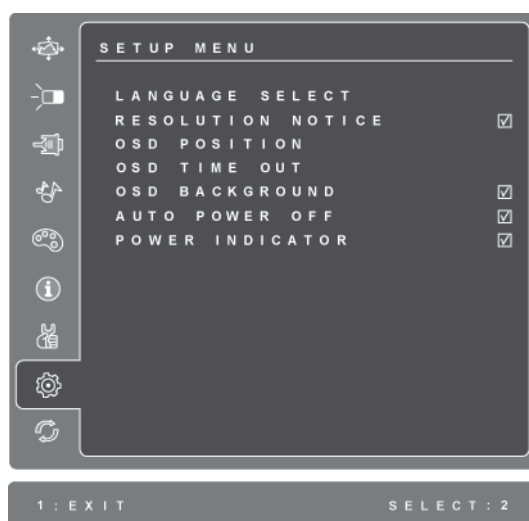 SETUP MENU
LANGUAGE SELECT
RESOLUTION NOTICE ☑
OSD POSITION
OSD TIME OUT
OSD BACKGROUND ☑
AUTO POWER OFF ☑
POWER INDICATOR ☑
1:EXIT SELECT:2